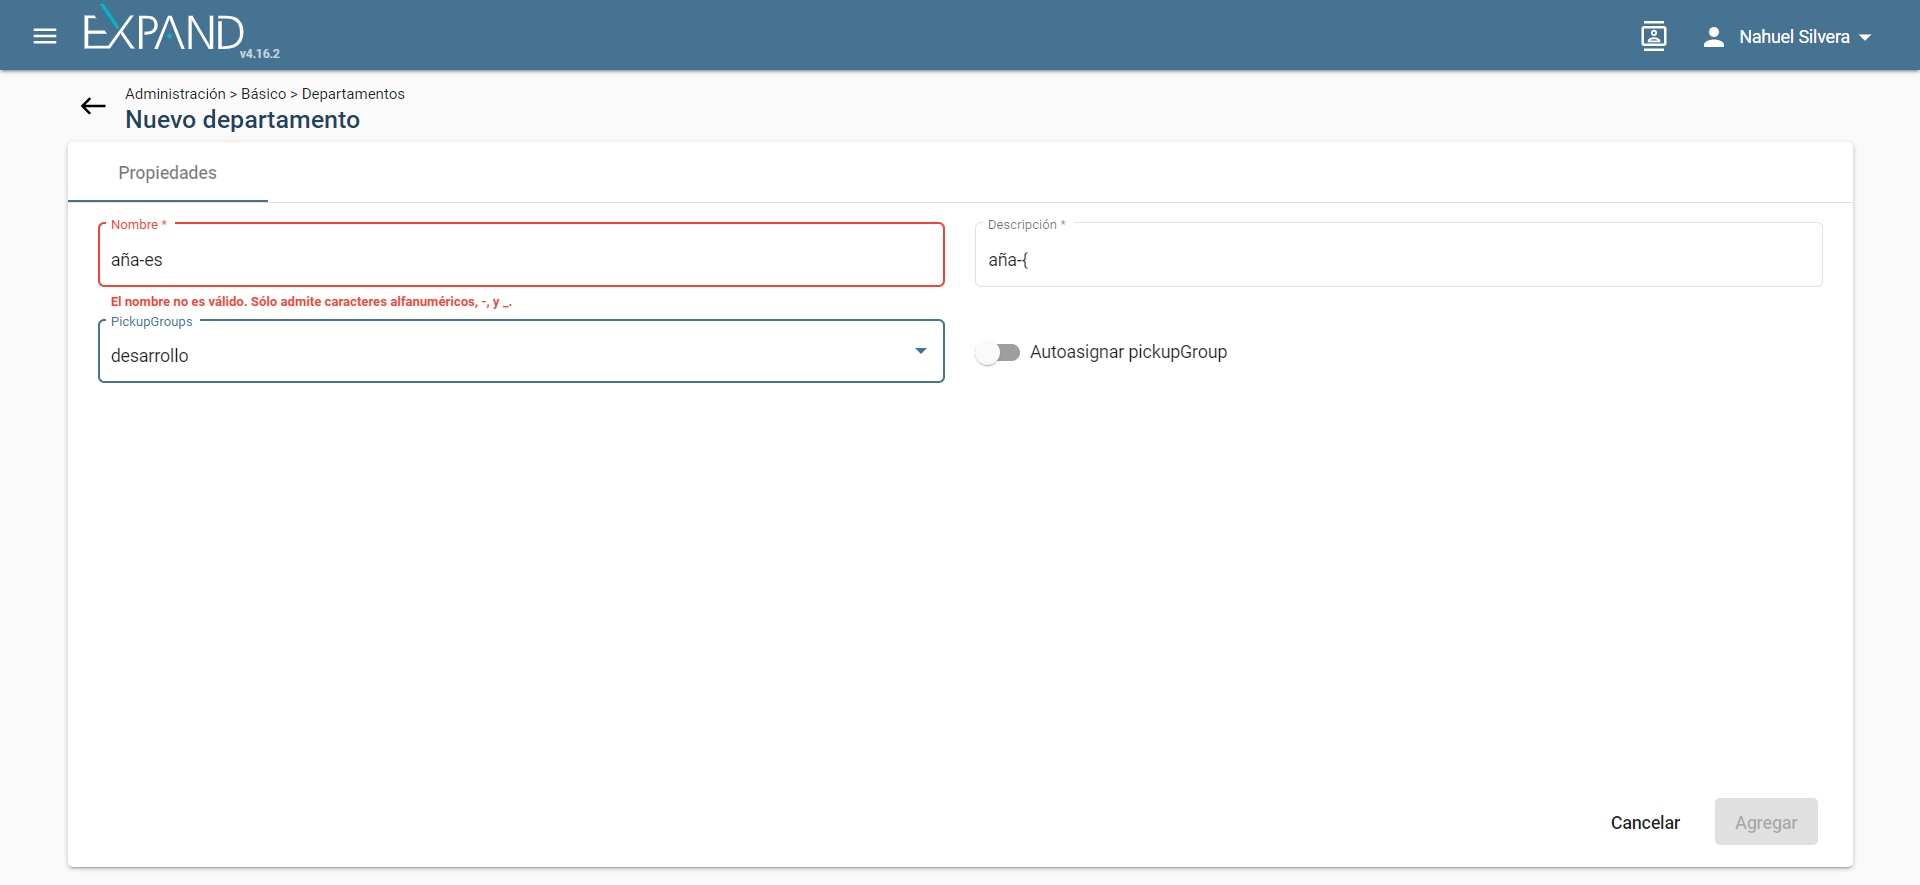 EXPAND
v4.16.2
Nahuel Silvera
Administración > Básico > Departamentos
Nuevo departamento
Propiedades
Nombre *
aña-es
El nombre no es válido. Sólo admite caracteres alfanuméricos, -, y _.
Descripción *
aña-{
PickupGroups
desarrollo
Autoasignar pickupGroup
Cancelar
Agregar